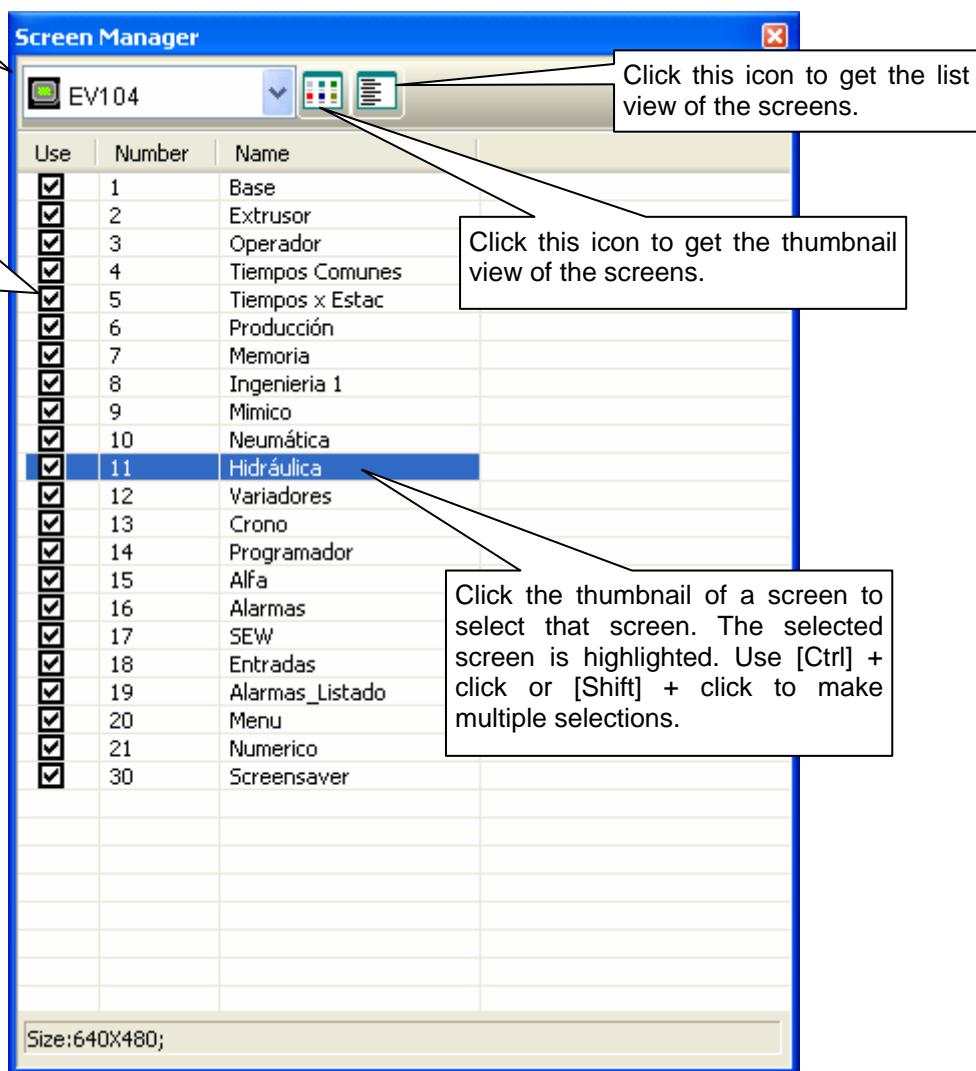 Screen Manager
EV104
Click this icon to get the list
view of the screens.
Use Number Name
1 Base
2 Extrusor
3 Operador
4 Tiempos Comunes
5 Tiempos x Estac
6 Producción
7 Memoria
8 Ingenieria 1
9 Mimico
10 Neumática
11 Hidráulica
12 Variadores
13 Crono
14 Programador
15 Alfa
16 Alarmas
17 SEW
18 Entradas
19 Alarmas_Listado
20 Menu
21 Numerico
30 Screensaver
Click this icon to get the thumbnail
view of the screens.
Click the thumbnail of a screen to
select that screen. The selected
screen is highlighted. Use [Ctrl] +
click or [Shift] + click to make
multiple selections.
Size:640X480;